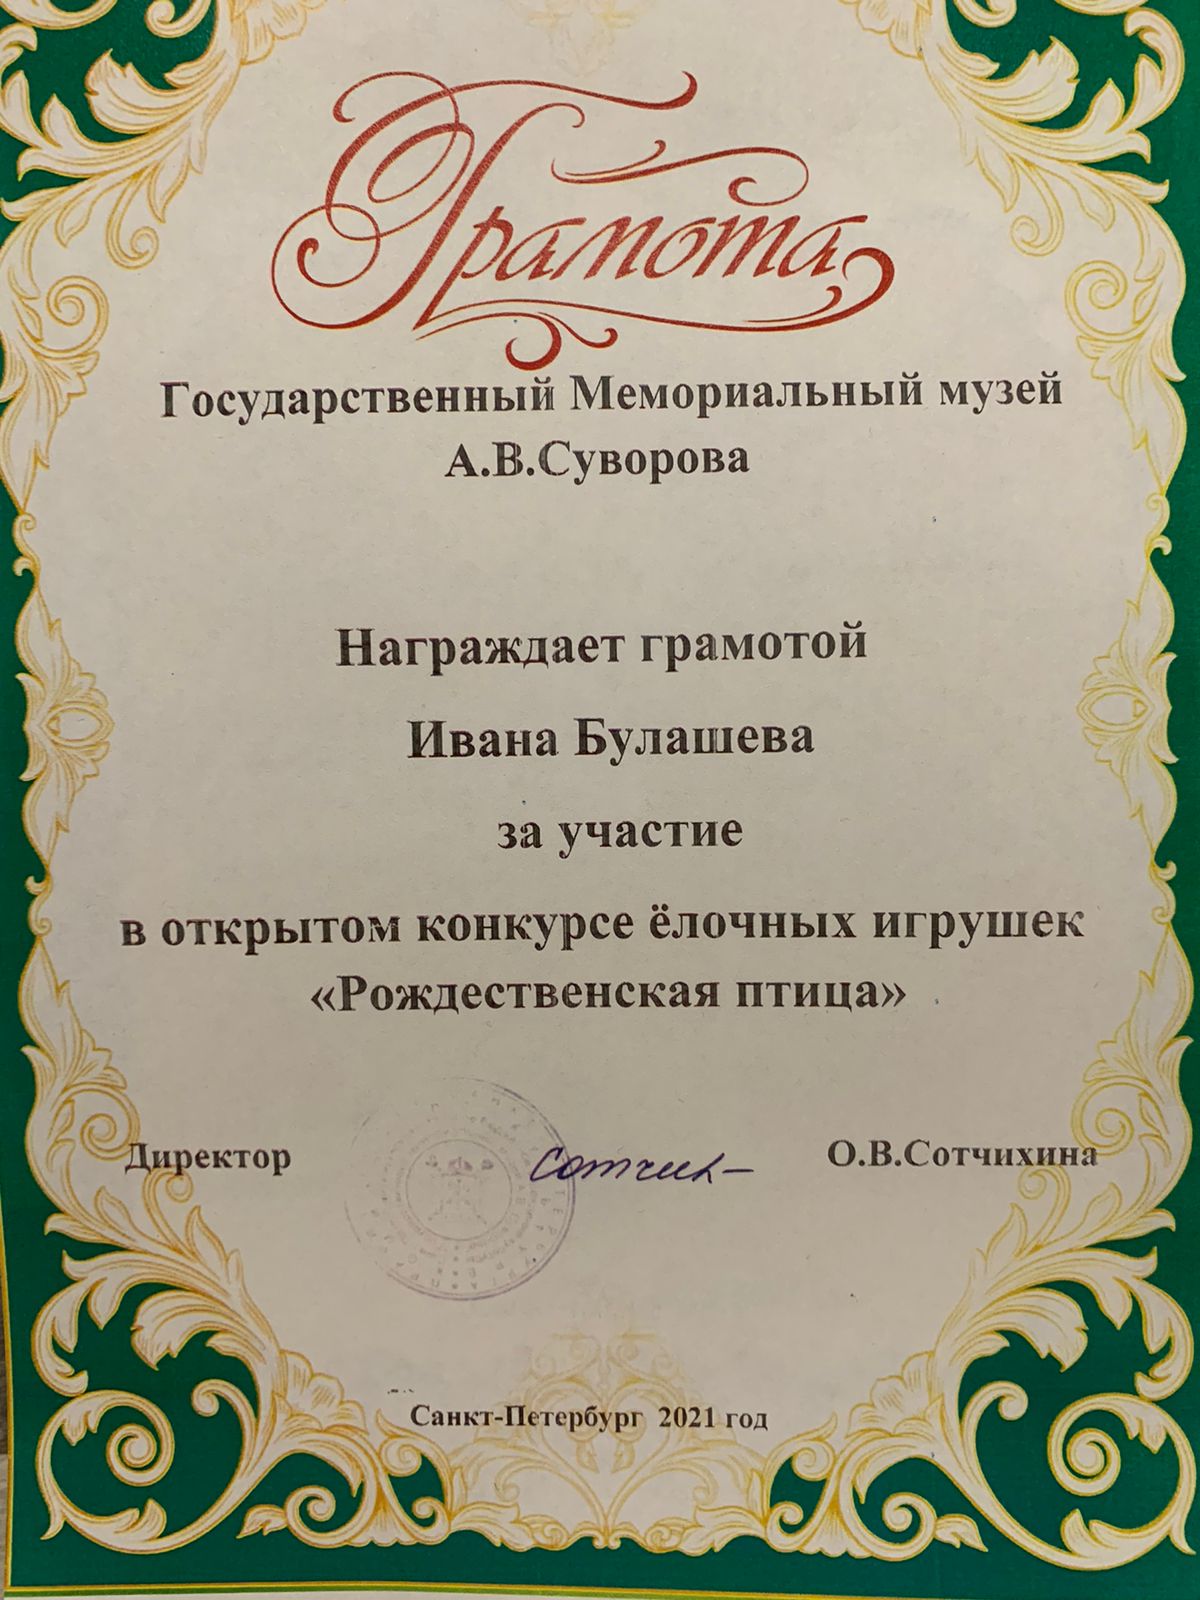 Грамота
Государственный Мемориальный музей
А.В.Суворова
Награждает грамотой
Ивана Булашева
за участие
в открытом конкурсе ёлочных игрушек
«Рождественская птица»
Директор
О.В.Сотчихина
Санкт-Петербург 2021 год